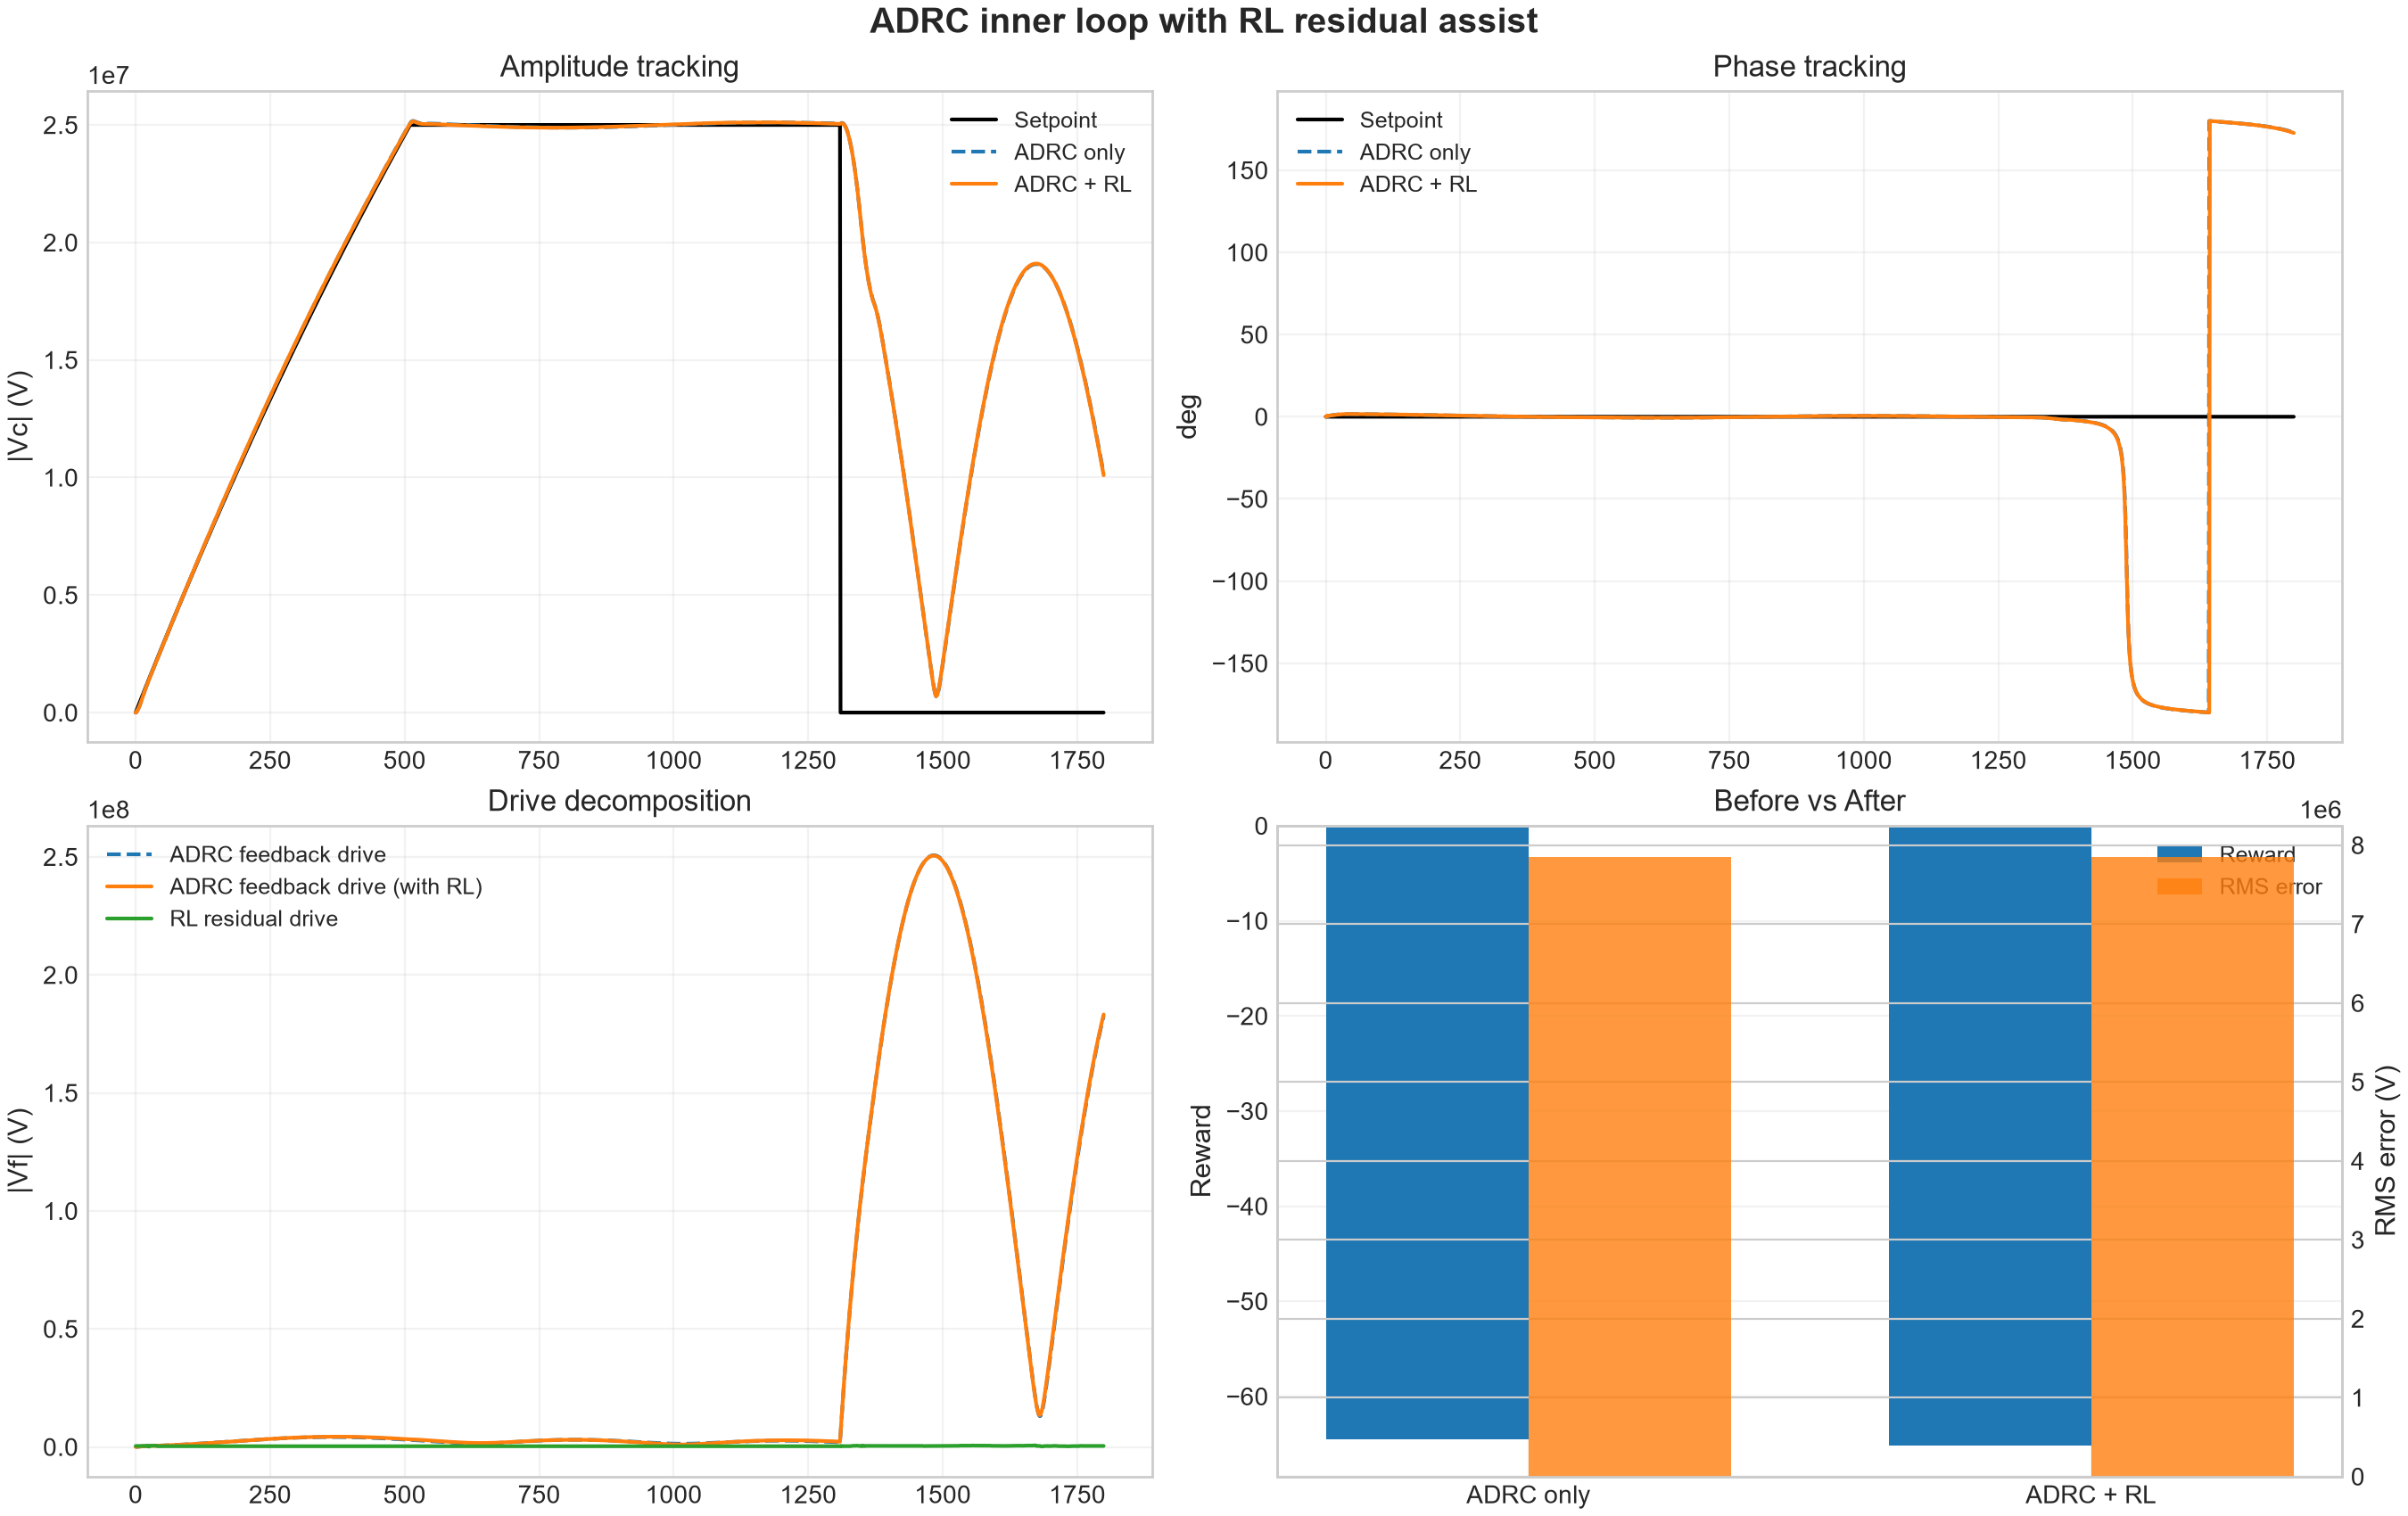 ADRC inner loop with RL residual assist
Amplitude tracking
1e7
|Vc| (V)
2.5
2.0
1.5
1.0
0.5
0.0
Setpoint
ADRC only
ADRC + RL
0 250 500 750 1000 1250 1500 1750
Phase tracking
deg
150
100
50
0
−50
−100
−150
Setpoint
ADRC only
ADRC + RL
0 250 500 750 1000 1250 1500 1750
Drive decomposition
1e8
|Vf| (V)
2.5
2.0
1.5
1.0
0.5
0.0
ADRC feedback drive
ADRC feedback drive (with RL)
RL residual drive
0 250 500 750 1000 1250 1500 1750
Before vs After
1e6
Reward
0
−10
−20
−30
−40
−50
−60
Reward
RMS error
8
7
6
5
4
3
2
1
0
RMS error (V)
ADRC only
ADRC + RL